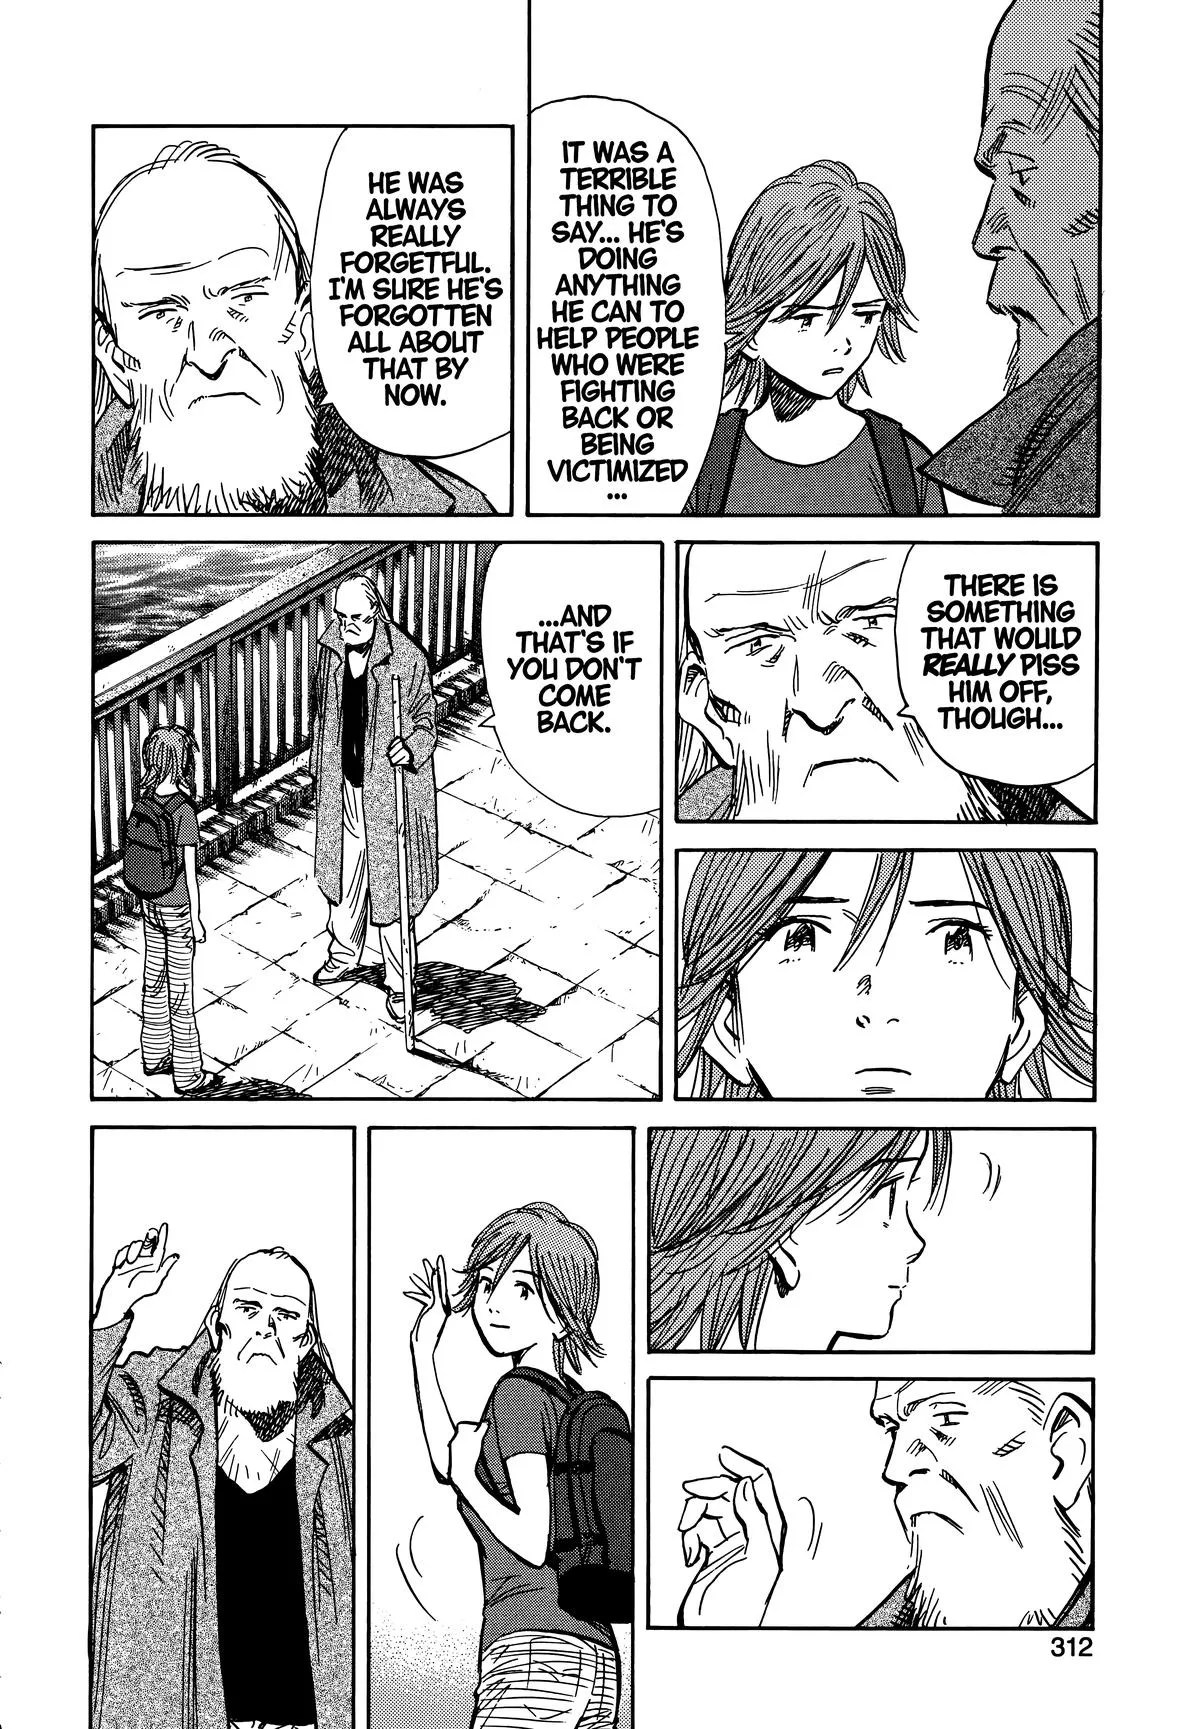 IT WAS A
TERRIBLE
THING TO
SAY... HE'S
DOING
ANYTHING
HE CAN TO
HELP PEOPLE
WHO WERE
FIGHTING
BACK OR
BEING
VICTIMIZED
...
HE WAS
ALWAYS
REALLY
FORGETFUL.
I'M SURE HE'S
FORGOTTEN
ALL ABOUT
THAT BY
NOW.
THERE IS
SOMETHING
THAT WOULD
REALLY PISS
HIM OFF,
THOUGH...
...AND
THAT'S IF
YOU DON'T
COME
BACK.
312